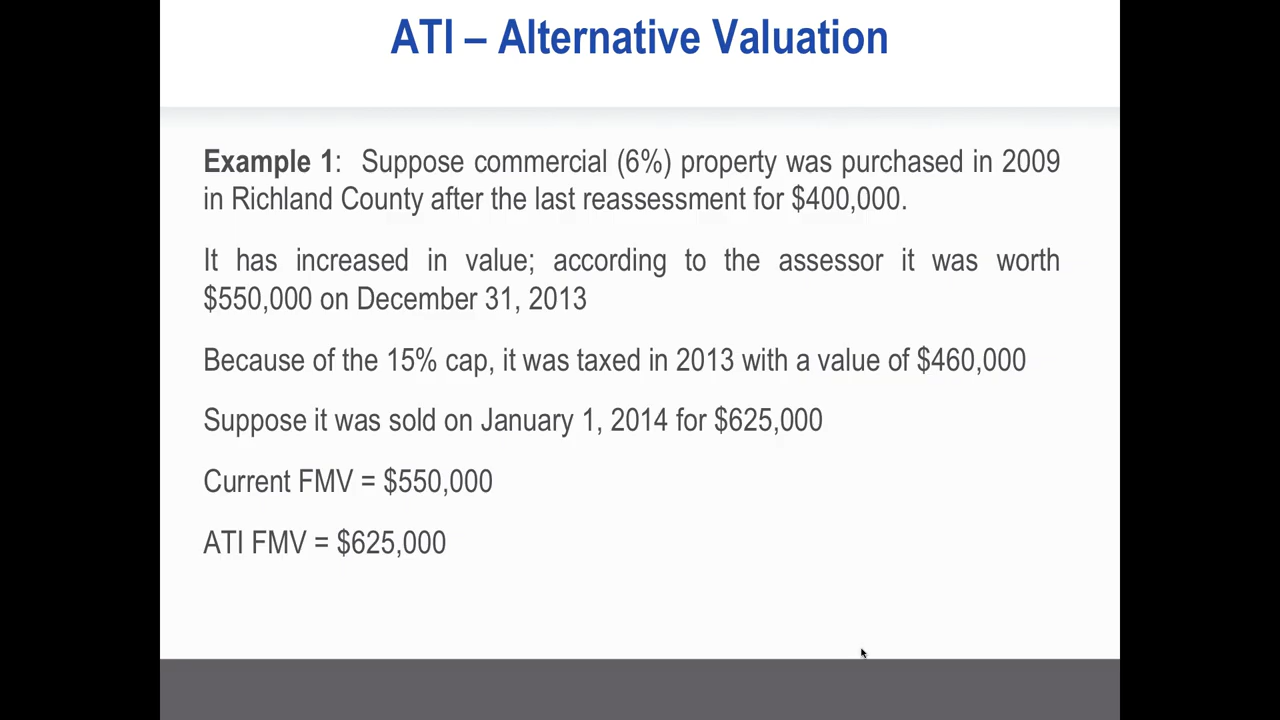 ATI – Alternative Valuation
Example 1: Suppose commercial (6%) property was purchased in 2009
in Richland County after the last reassessment for $400,000.
It has increased in value; according to the assessor it was worth
$550,000 on December 31, 2013
Because of the 15% cap, it was taxed in 2013 with a value of $460,000
Suppose it was sold on January 1, 2014 for $625,000
Current FMV = $550,000
ATI FMV = $625,000